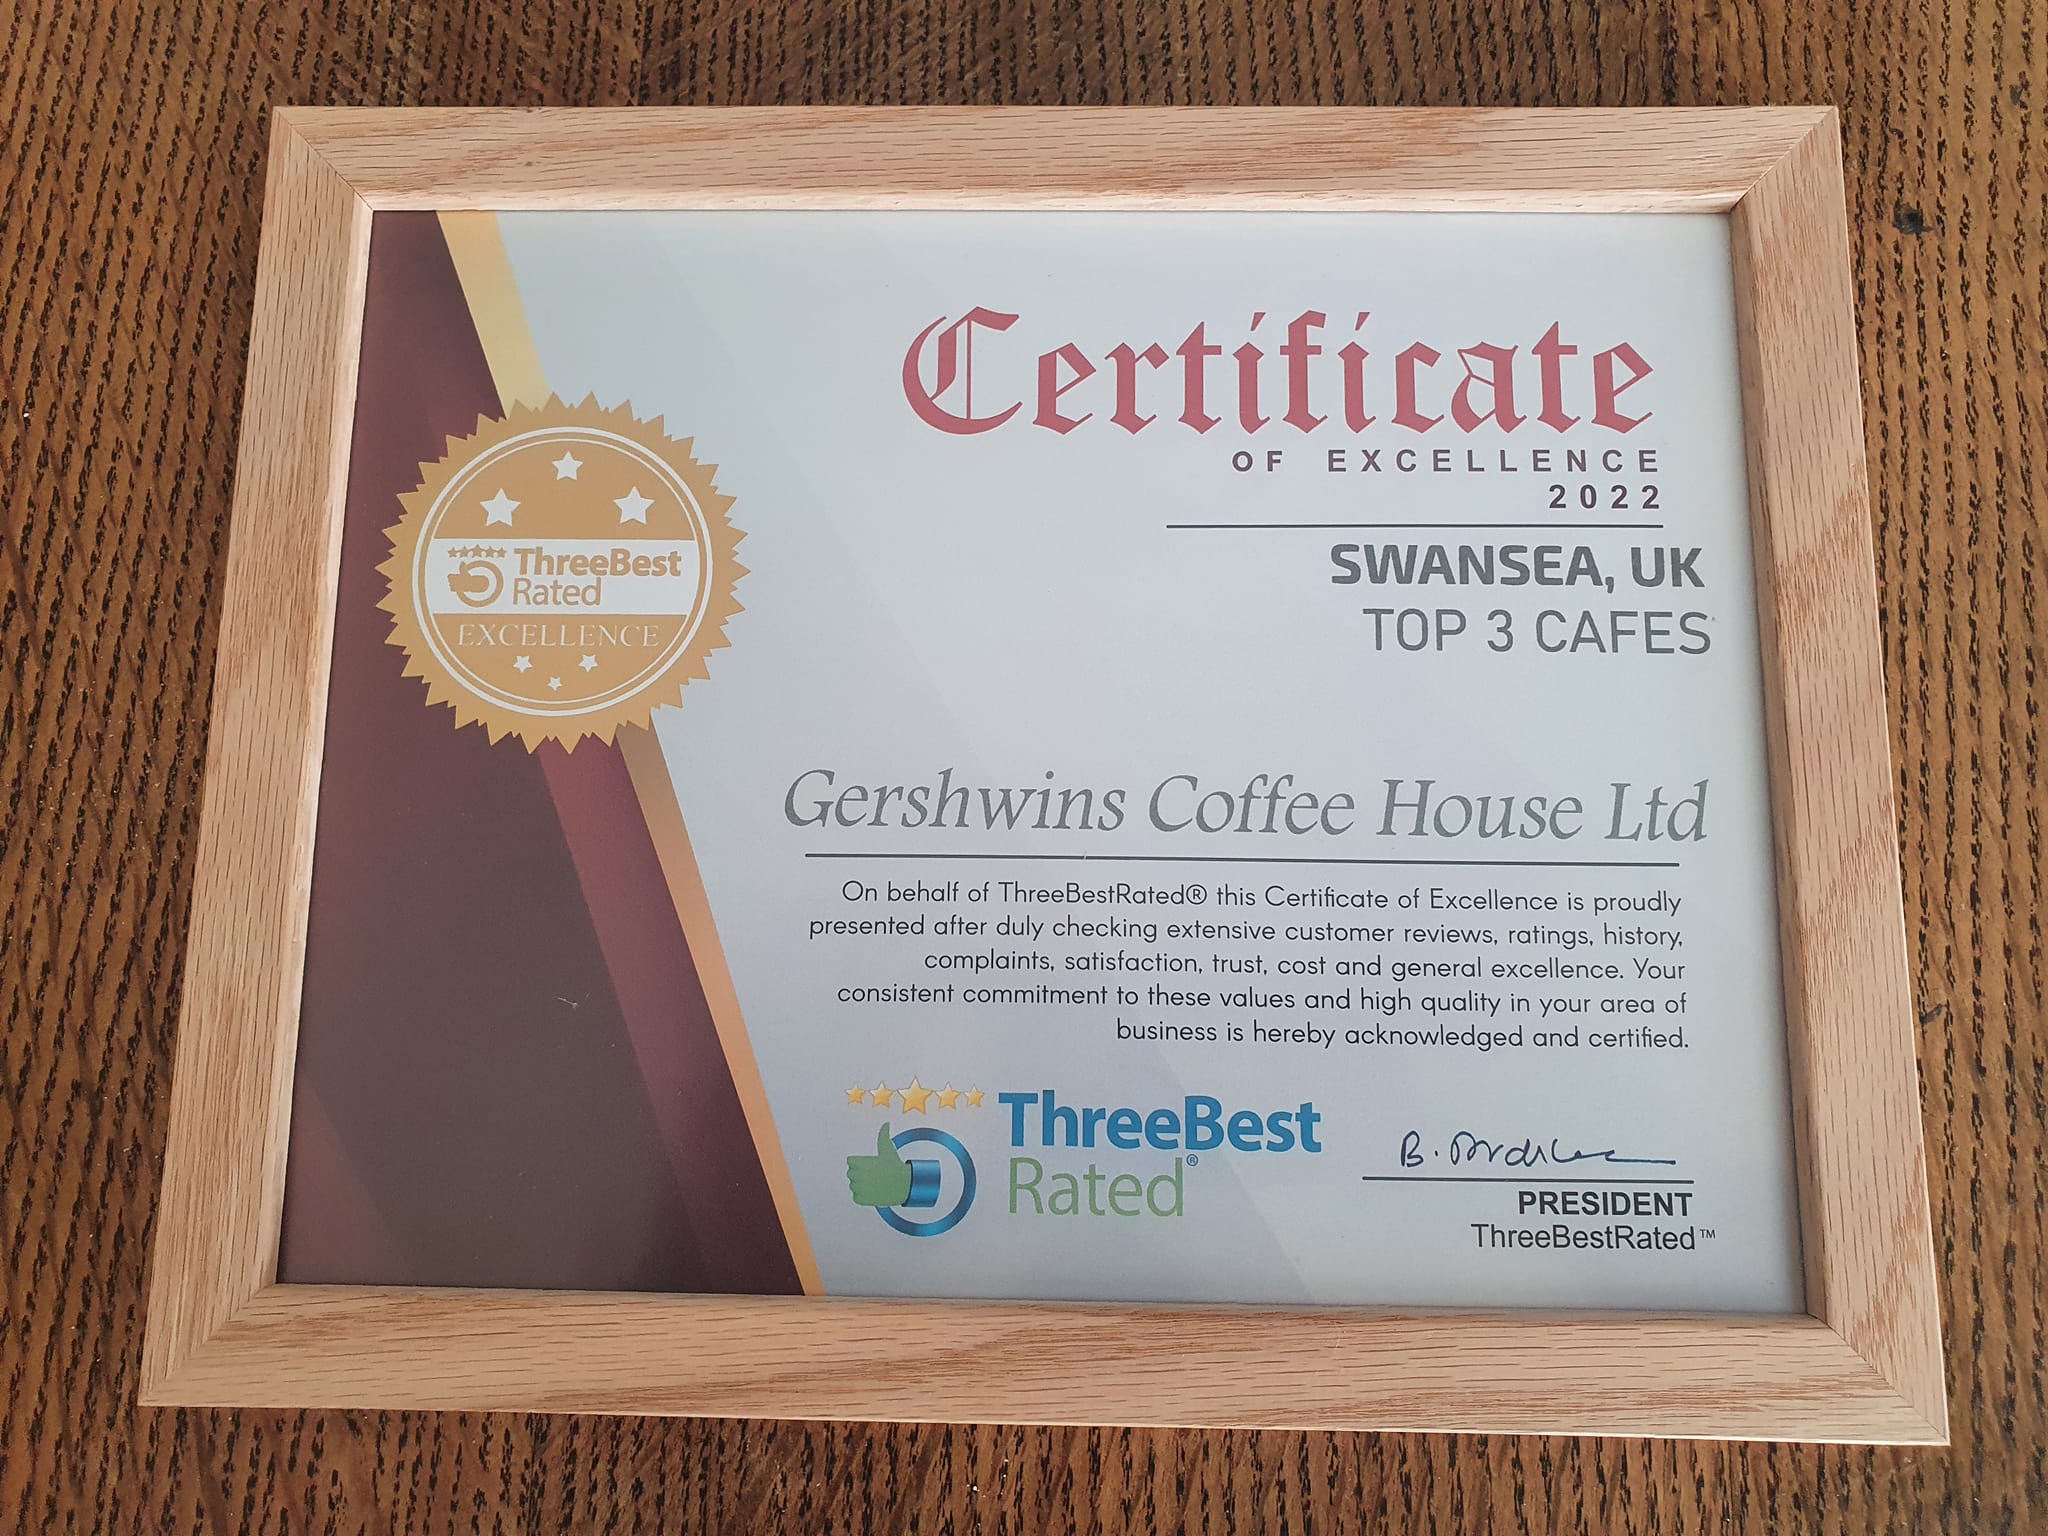 Certificate
OF EXCELLENCE
2022
SWANSEA, UK
TOP 3 CAFES
ThreeBest
Rated
EXCELLENCE
Gershwins Coffee House Ltd
On behalf of ThreeBestRated® this Certificate of Excellence is proudly
presented after duly checking extensive customer reviews, ratings, history,
complaints, satisfaction, trust, cost and general excellence. Your
consistent commitment to these values and high quality in your area of
business is hereby acknowledged and certified.
ThreeBest
Rated®
PRESIDENT
ThreeBestRated™